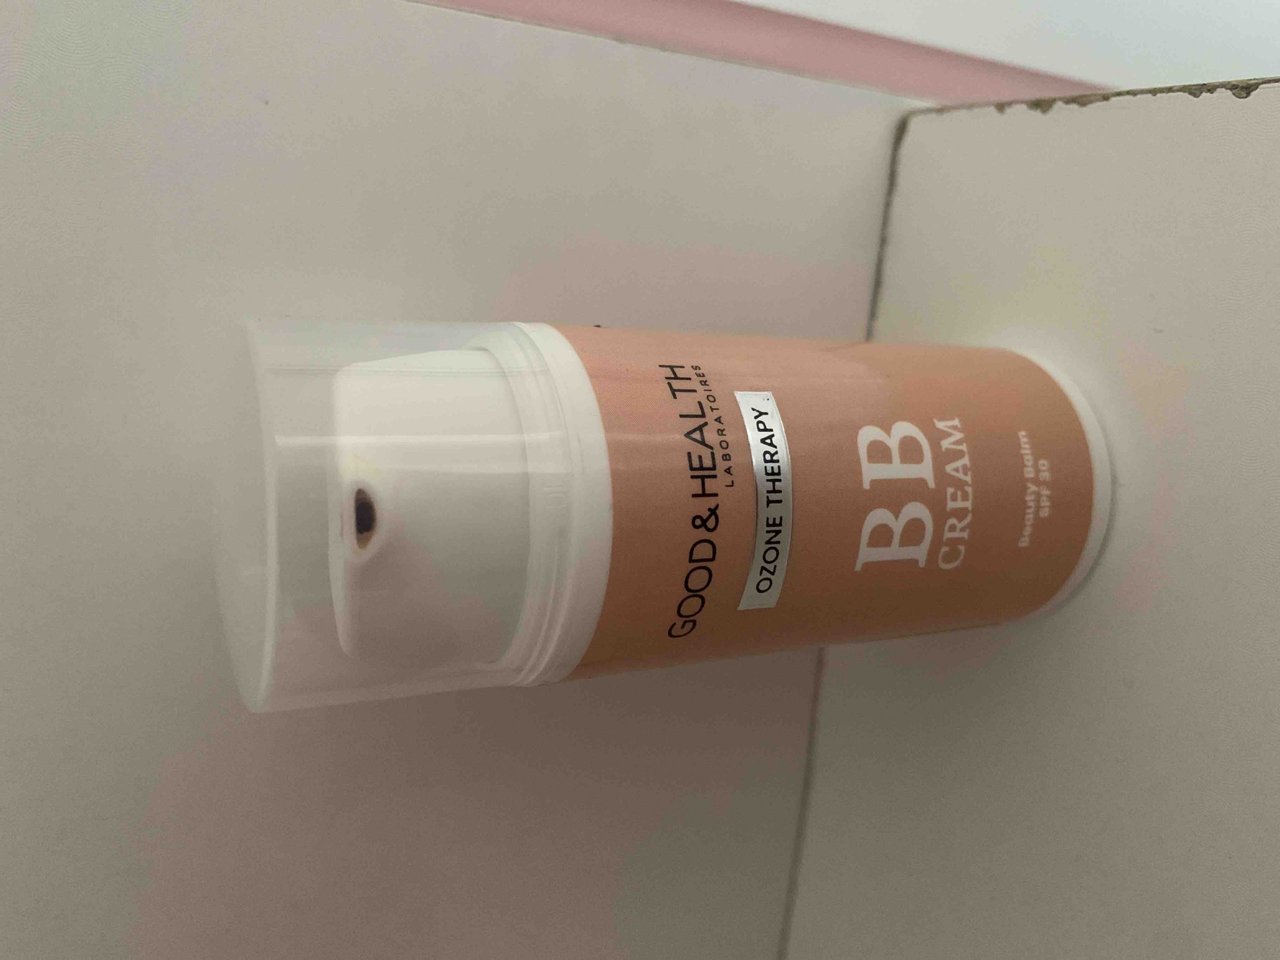 GOOD & HEALTH
LABORATOIRES
OZONE THERAPY
BB
CREAM
Beauty Balm
SPF 30